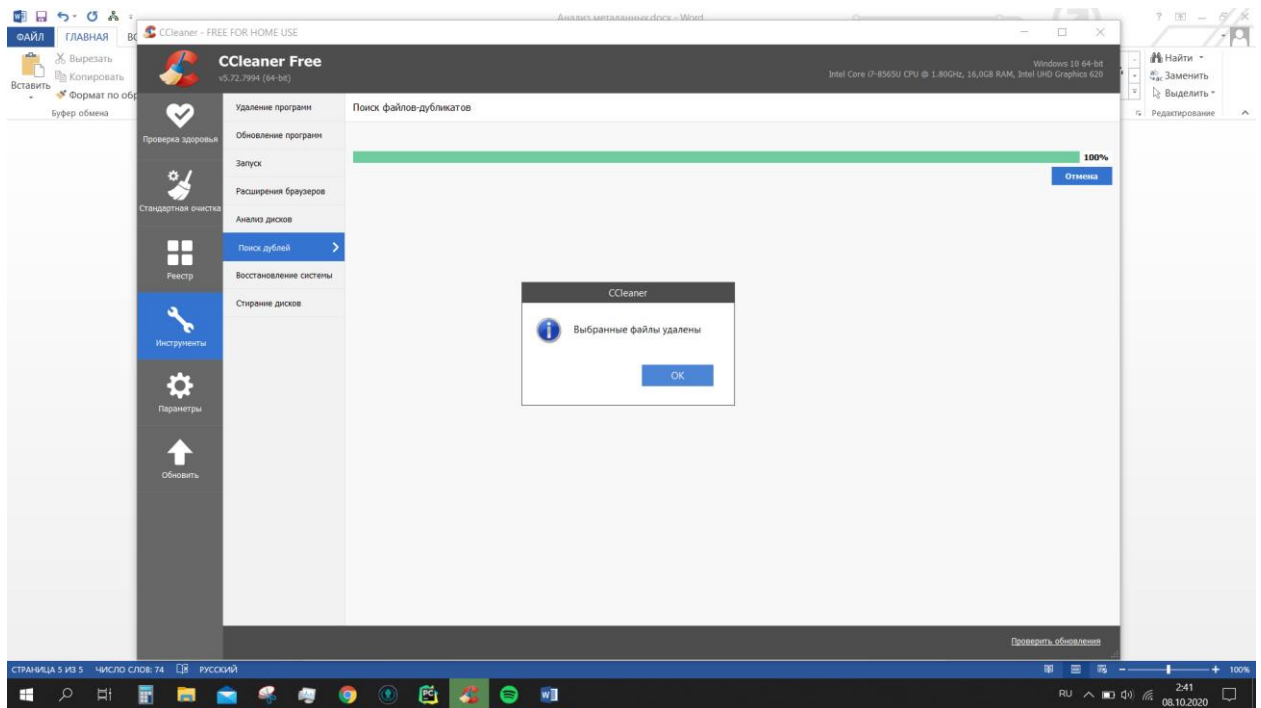 Анализ метаданных.docx - Word
ФАЙЛ ГЛАВНАЯ ВС
Вставить
Вырезать
Копировать
Формат по обр
Буфер обмена
Найти
Заменить
Выделить
Редактирование
CCleaner - FREE FOR HOME USE
CCleaner Free
v5.72.7994 (64-bit)
Windows 10 64-bit
Intel Core i7-8565U CPU @ 1.80GHz, 16,0GB RAM, Intel UHD Graphics 620
Проверка здоровья
Стандартная очистка
Реестр
Инструменты
Параметры
Обновить
Удаление программ
Обновление программ
Запуск
Расширения браузеров
Анализ дисков
Поиск дублей
Восстановление системы
Стирание дисков
Поиск файлов-дубликатов
100%
Отмена
CCleaner
Выбранные файлы удалены
OK
Проверить обновления
СТРАНИЦА 5 ИЗ 5 ЧИСЛО СЛОВ: 74 РУССКИЙ
100%
RU
2:41
08.10.2020